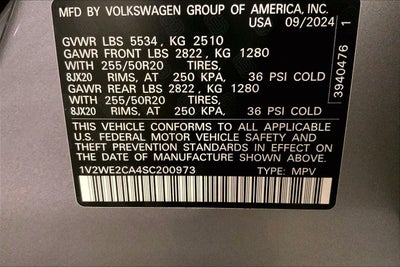 MFD BY VOLKSWAGEN GROUP OF AMERICA, INC.
USA 09/2024
GVWR LBS 5534, KG 2510
GAWR FRONT LBS 2822, KG 1280
WITH 255/50R20 TIRES,
8JX20 RIMS, AT 250 KPA, 36 PSI COLD
GAWR REAR LBS 2822, KG 1280
WITH 255/50R20 TIRES,
8JX20 RIMS, AT 250 KPA, 36 PSI COLD
THIS VEHICLE CONFORMS TO ALL APPLICABLE
U.S. FEDERAL MOTOR VEHICLE SAFETY AND
THEFT PREVENTION STANDARDS IN EFFECT ON
DATE OF MANUFACTURE SHOWN ABOVE.
1V2WE2CA4SC200973 TYPE: MPV
3940476 1